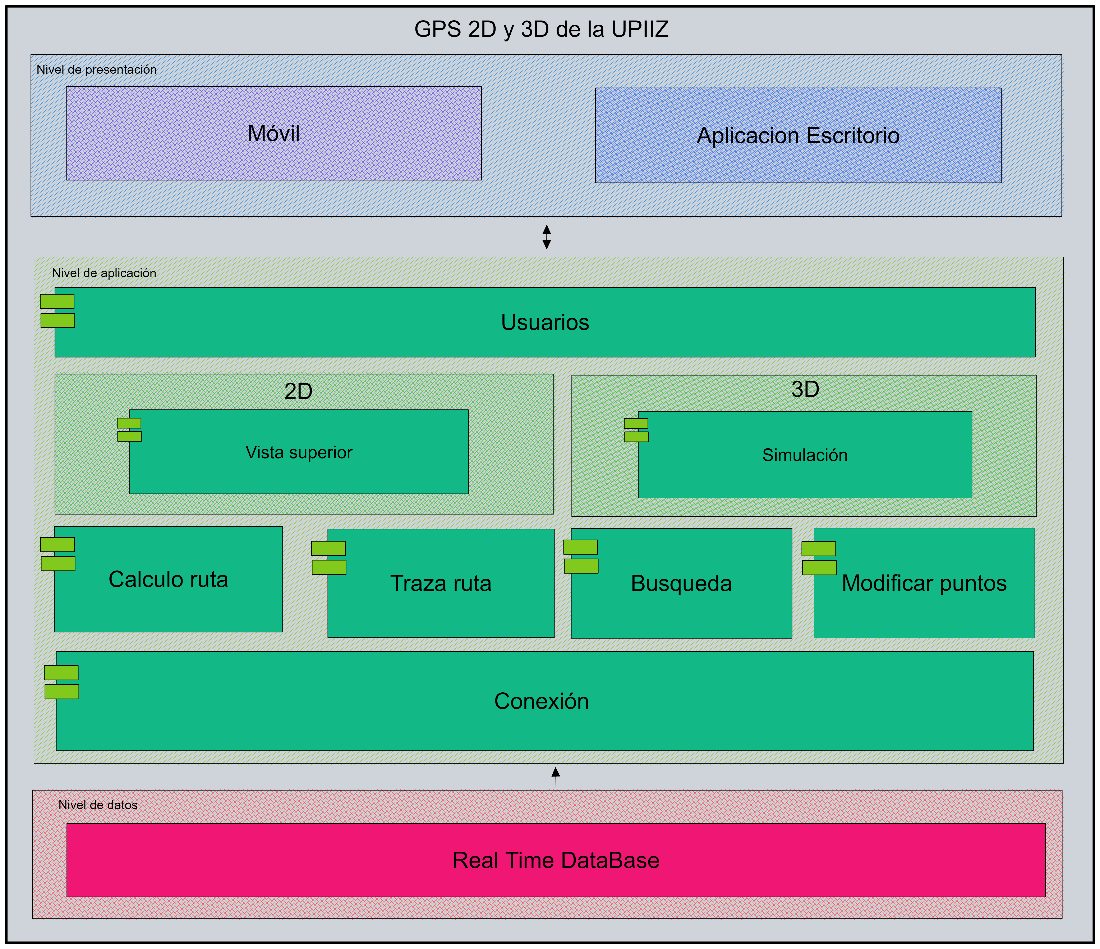 GPS 2D y 3D de la UPIIZ
Nivel de presentación
Móvil
Aplicacion Escritorio
Nivel de aplicación
Usuarios
2D
Vista superior
3D
Simulación
Calculo ruta
Traza ruta
Busqueda
Modificar puntos
Conexión
Nivel de datos
Real Time DataBase